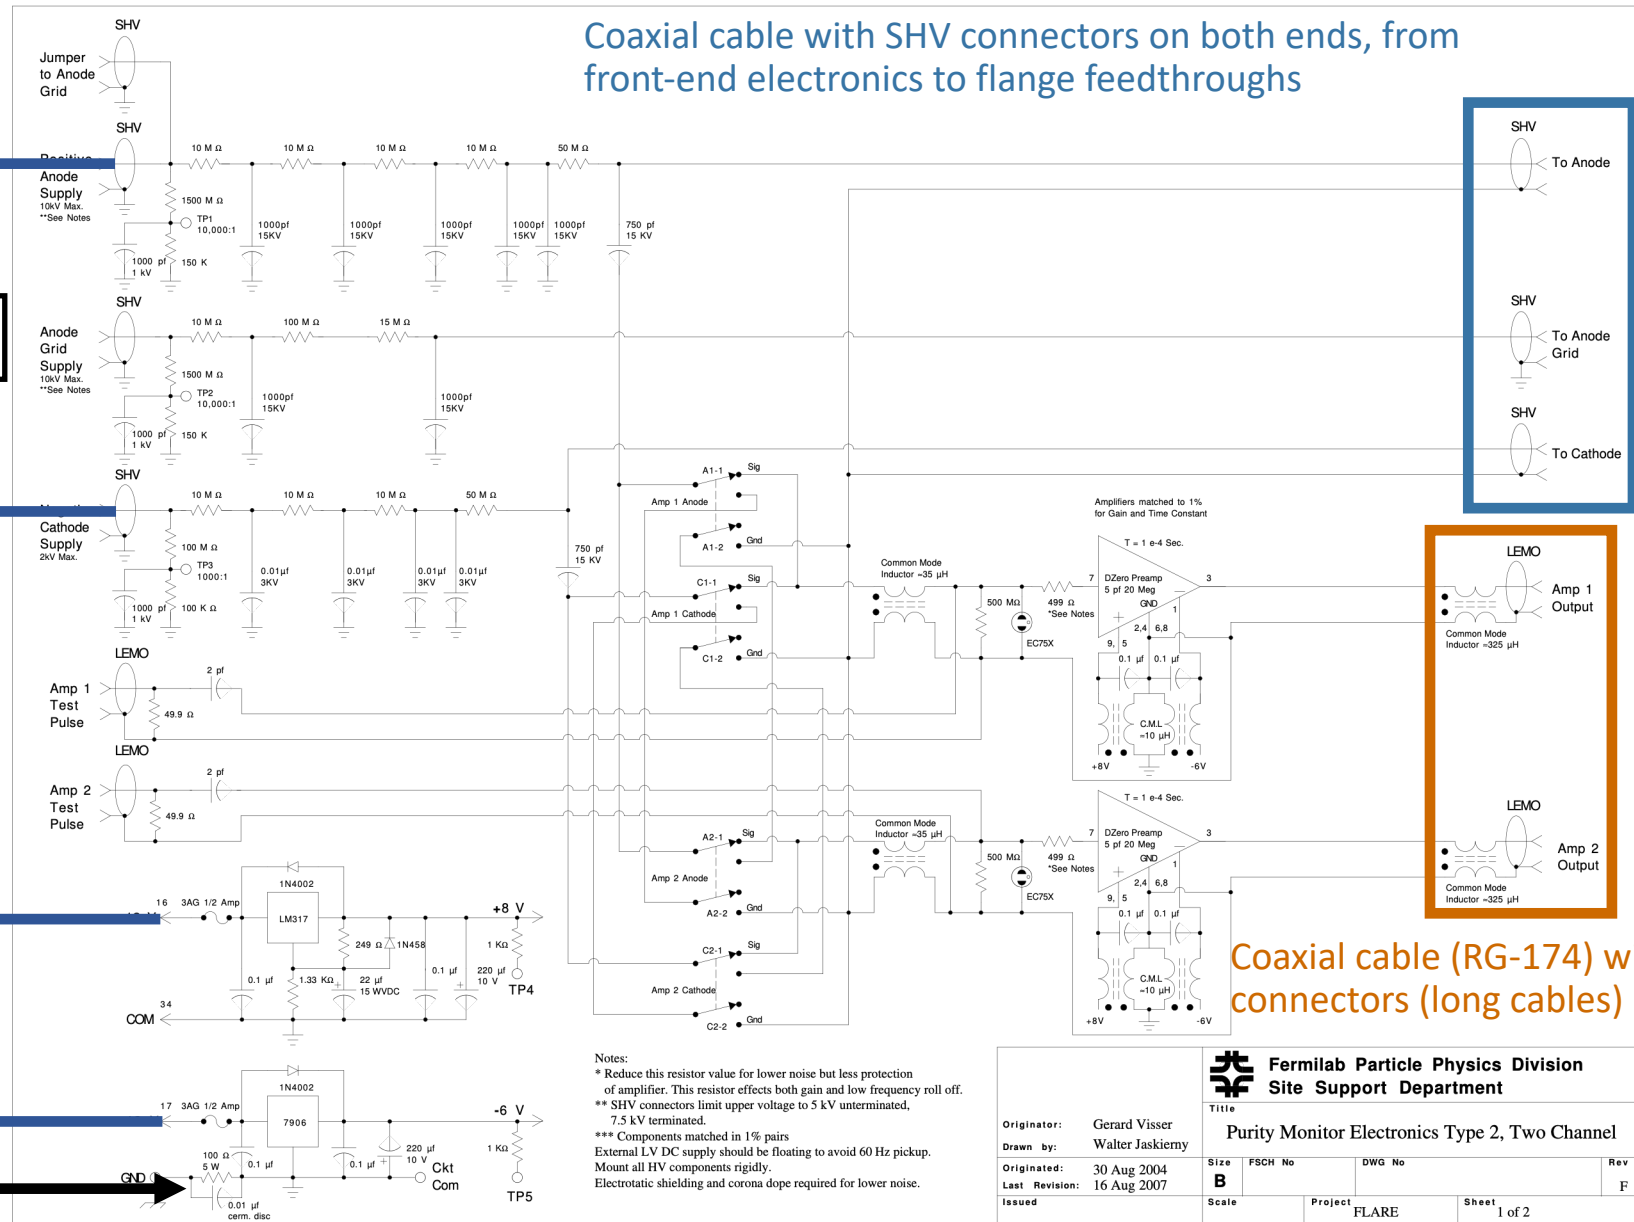 Coaxial cable with SHV connectors on both ends, from
front-end electronics to flange feedthroughs
SHV
Jumper
to Anode
Grid
SHV
Anode
Supply
10kV Max.
**See Notes
10 M Ω
10 M Ω
10 M Ω
10 M Ω
50 M Ω
1500 M Ω
TP1
10,000:1
1000 pf
1 kV
150 K
1000pf
15KV
1000pf
15KV
1000pf
15KV
1000pf
15KV
1000pf
15KV
750 pf
15 KV
SHV
To Anode
SHV
Anode
Grid
Supply
10kV Max.
**See Notes
10 M Ω
100 M Ω
15 M Ω
1500 M Ω
TP2
10,000:1
1000 pf
1 kV
150 K
1000pf
15KV
1000pf
15KV
SHV
To Anode
Grid
SHV
To Cathode
SHV
Cathode
Supply
2kV Max.
10 M Ω
10 M Ω
10 M Ω
50 M Ω
100 M Ω
TP3
1000:1
1000 pf
1 kV
100 K Ω
0.01µf
3KV
0.01µf
3KV
0.01µf
3KV
0.01µf
3KV
750 pf
15 KV
A1-1
Sig
Amp 1 Anode
A1-2
Gnd
C1-1
Sig
Amp 1 Cathode
C1-2
Gnd
Common Mode
Inductor ≈35 µH
500 MΩ
EC75X
499 Ω
*See Notes
Amplifiers matched to 1%
for Gain and Time Constant
T = 1 e-4 Sec.
7
DZero Preamp
5 pf 20 Meg
GND
1
3
2,4
6,8
9, 5
0.1 µf
0.1 µf
C.M.L
≈10 µH
+8V
-6V
LEMO
Amp 1
Output
Common Mode
Inductor ≈325 µH
LEMO
Amp 1
Test
Pulse
2 pf
49.9 Ω
LEMO
Amp 2
Test
Pulse
2 pf
49.9 Ω
A2-1
Sig
Amp 2 Anode
A2-2
Gnd
C2-1
Sig
Amp 2 Cathode
C2-2
Gnd
Common Mode
Inductor ≈35 µH
500 MΩ
EC75X
499 Ω
*See Notes
T = 1 e-4 Sec.
7
DZero Preamp
5 pf 20 Meg
GND
1
3
2,4
6,8
9, 5
0.1 µf
0.1 µf
C.M.L
≈10 µH
+8V
-6V
LEMO
Amp 2
Output
Common Mode
Inductor ≈325 µH
Coaxial cable (RG-174) w
connectors (long cables)
16
3AG 1/2 Amp
1N4002
LM317
+8 V
249 Ω
1N458
1 KΩ
0.1 µf
1.33 KΩ
22 µf
15 WVDC
0.1 µf
220 µf
10 V
TP4
34
COM
17
3AG 1/2 Amp
1N4002
7906
-6 V
100 Ω
5 W
0.1 µf
0.1 µf
220 µf
10 V
1 KΩ
Ckt
Com
TP5
GND
0.01 µf
cerm. disc
Notes:
* Reduce this resistor value for lower noise but less protection
of amplifier. This resistor effects both gain and low frequency roll off.
** SHV connectors limit upper voltage to 5 kV unterminated,
7.5 kV terminated.
*** Components matched in 1% pairs
External LV DC supply should be floating to avoid 60 Hz pickup.
Mount all HV components rigidly.
Electrotatic shielding and corona dope required for lower noise.
Fermilab Particle Physics Division
Site Support Department
Title
Purity Monitor Electronics Type 2, Two Channel
Originator: Gerard Visser
Drawn by: Walter Jaskierny
Originated: 30 Aug 2004
Last Revision: 16 Aug 2007
Issued
Size
B
FSCH No
DWG No
Rev
F
Scale
Project
FLARE
Sheet
1 of 2